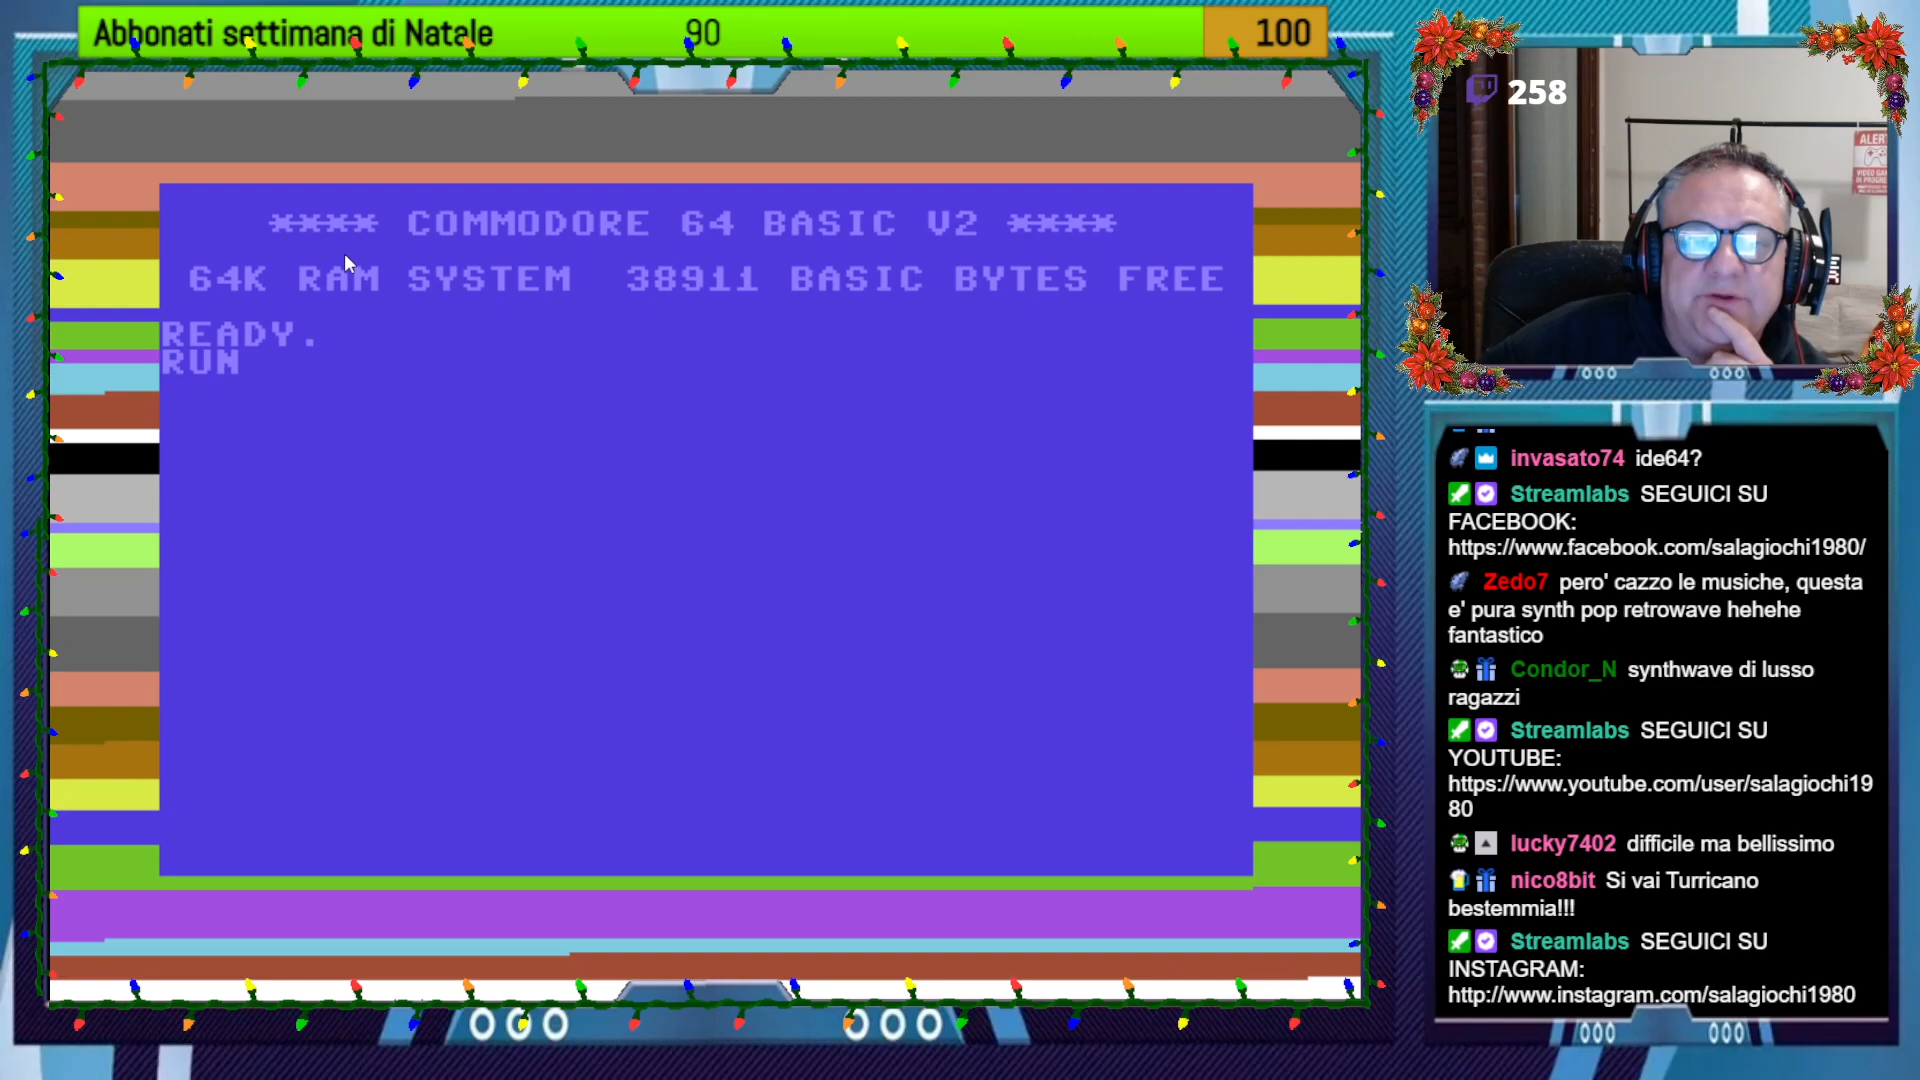 Abbonati settimana di Natale 90 100
**** COMMODORE 64 BASIC V2 ****
64K RAM SYSTEM 38911 BASIC BYTES FREE
READY.
RUN
258
ALERT
VIDEO GAME
invasato74 ide64?
Streamlabs SEGUICI SU
FACEBOOK:
https://www.facebook.com/salagiochi1980/
Zedo7 pero' cazzo le musiche, questa
e' pura synth pop retrowave hehehe
fantastico
Condor_N synthwave di lusso
ragazzi
Streamlabs SEGUICI SU
YOUTUBE:
https://www.youtube.com/user/salagiochi19
80
lucky7402 difficile ma bellissimo
nico8bit Si vai Turricano
bestemmia!!!
Streamlabs SEGUICI SU
INSTAGRAM:
http://www.instagram.com/salagiochi1980